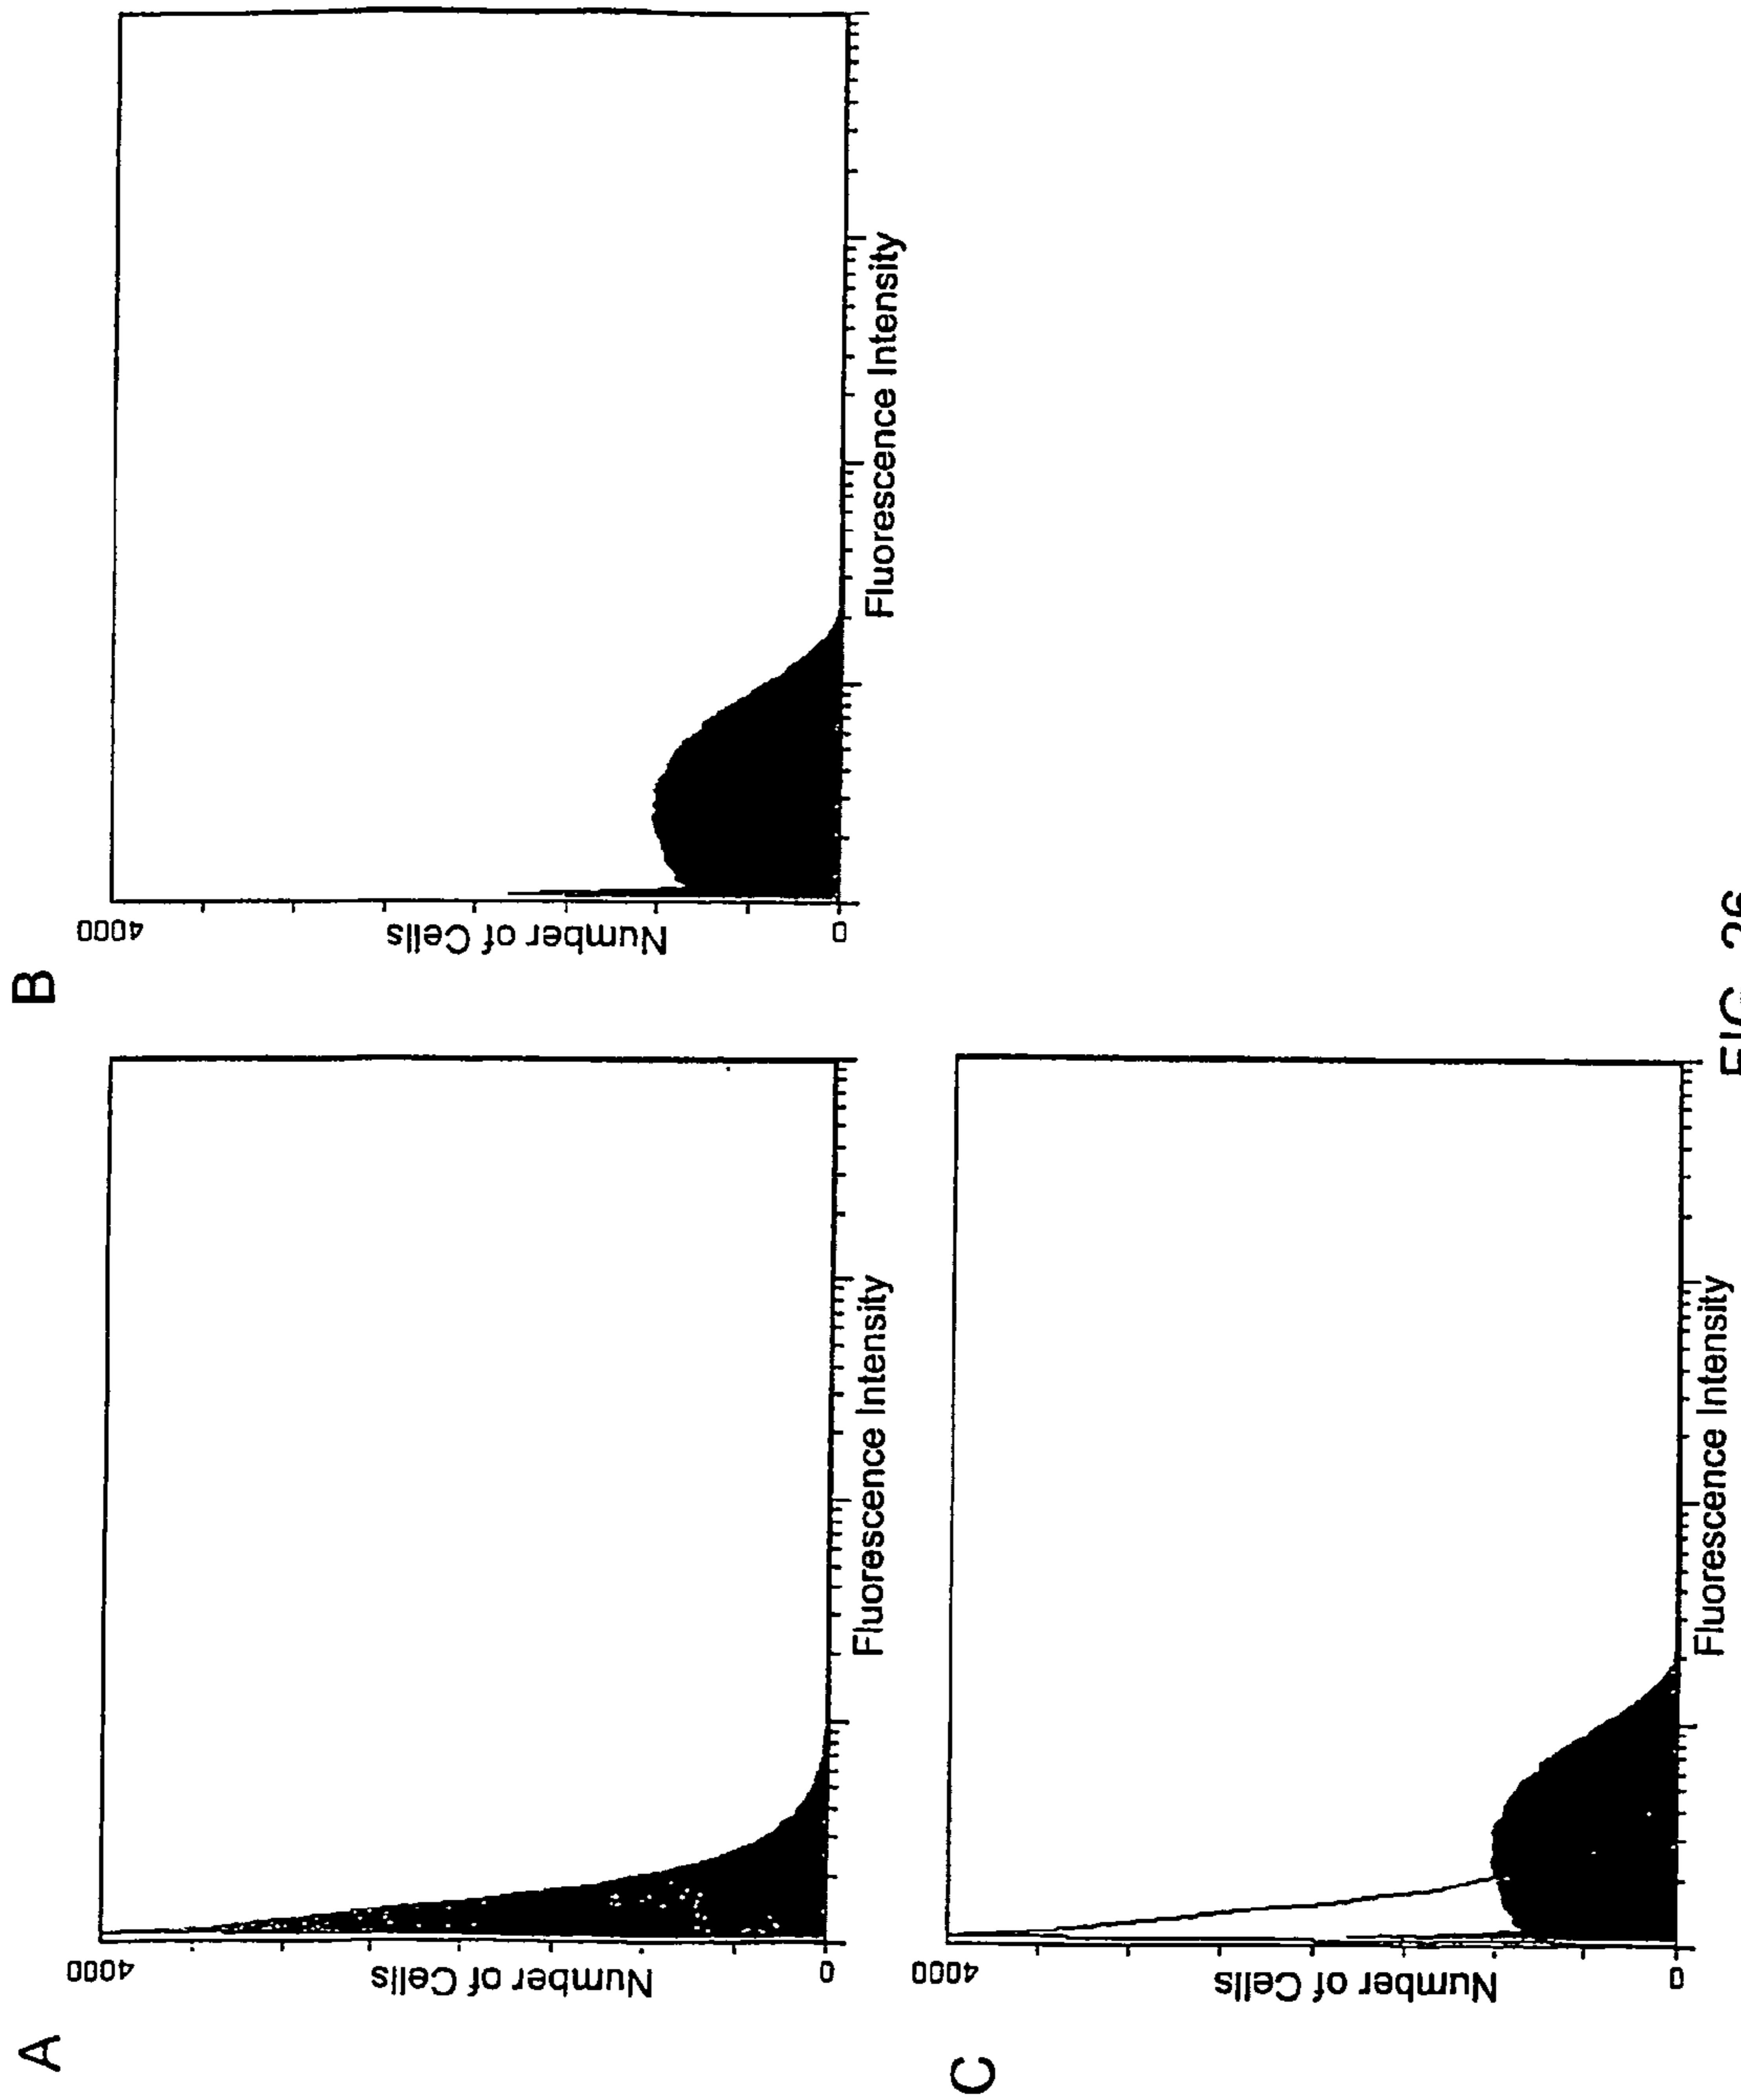 A
4000
Number of Cells
0
Fluorescence Intensity
B
4000
Number of Cells
0
Fluorescence Intensity
C
4000
Number of Cells
0
Fluorescence Intensity